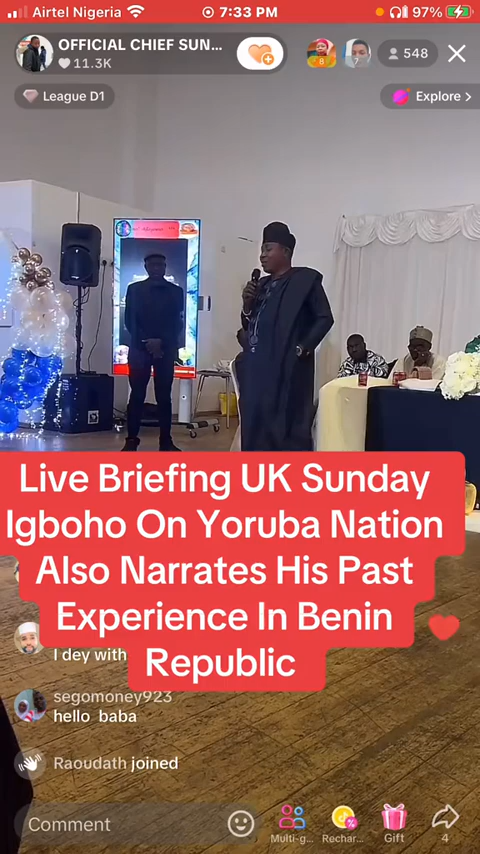 Airtel Nigeria
7:33 PM
97%
OFFICIAL CHIEF SUN...
11.3K
8
7
548
League D1
Explore >
Live Briefing UK Sunday
Igboho On Yoruba Nation
Also Narrates His Past
Experience In Benin
Republic
I dey with
segomoney923
hello baba
Raoudath joined
Comment
Multi-g...
Rechar...
Gift
4